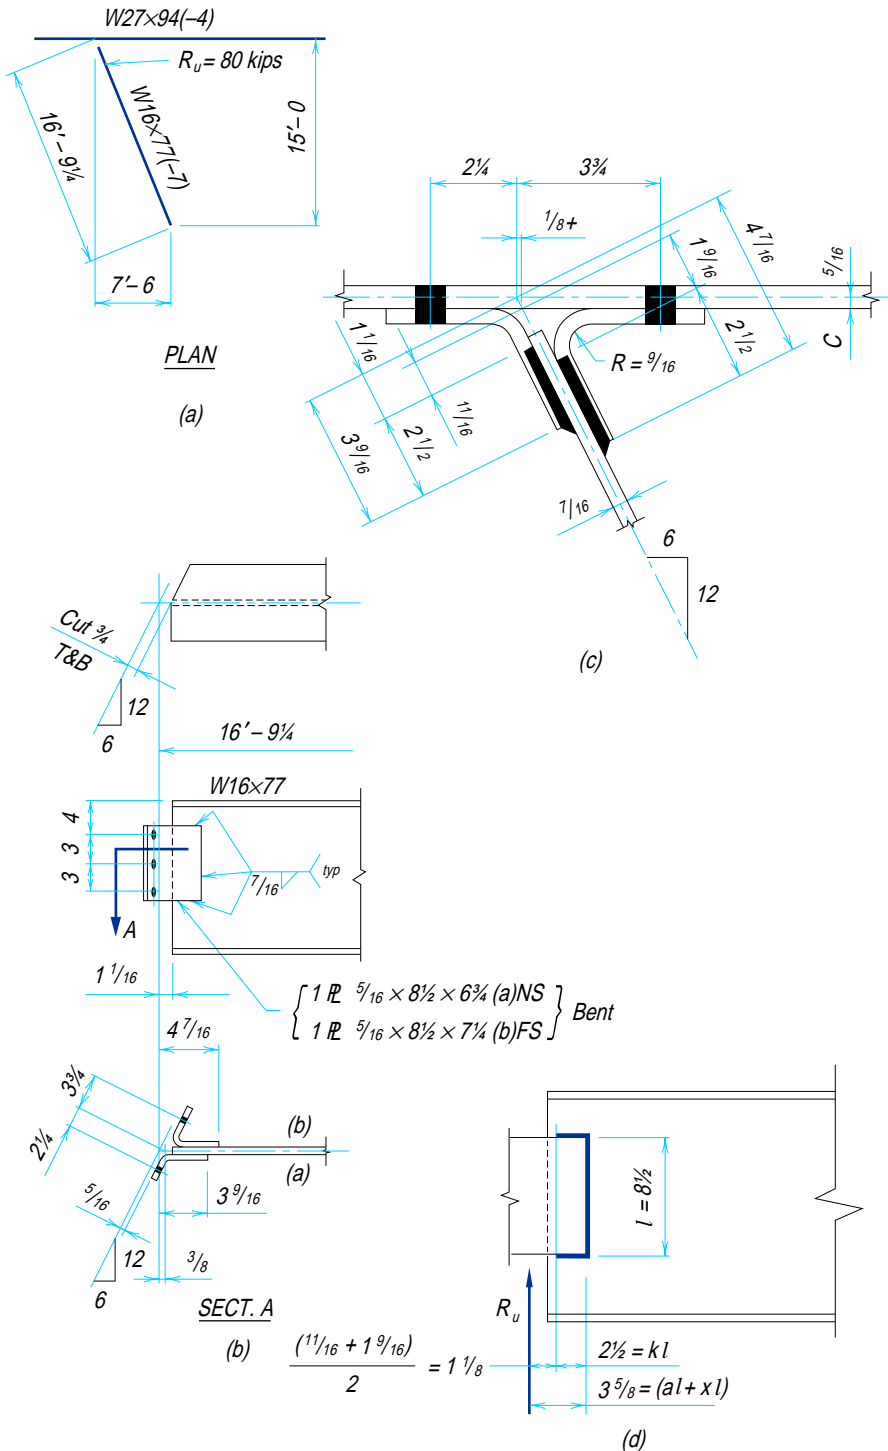 W27×94(–4)
R_u = 80 kips
W16×77(–7)
16′ – 9¼
15′–0
7′– 6
PLAN
(a)
2¼
3¾
1/8+
4 7/16
1 9/16
5/16
2 1/2
C
R = 9/16
1 1/16
11/16
2 1/2
3 9/16
7/16
6
12
(c)
Cut ¾
T&B
12
6
16′ – 9¼
W16×77
4
3
3
7/16
typ
A
1 1/16
1 PL 5/16 × 8½ × 6¾ (a)NS
1 PL 5/16 × 8½ × 7¼ (b)FS
Bent
4 7/16
3¾
2¼
(b)
(a)
5/16
3 9/16
12
6
3/8
SECT. A
(b)
l = 8½
R_u
(11/16 + 1 9/16)
2
= 1 1/8
2½ = kl
3 5/8 = (al + xl)
(d)